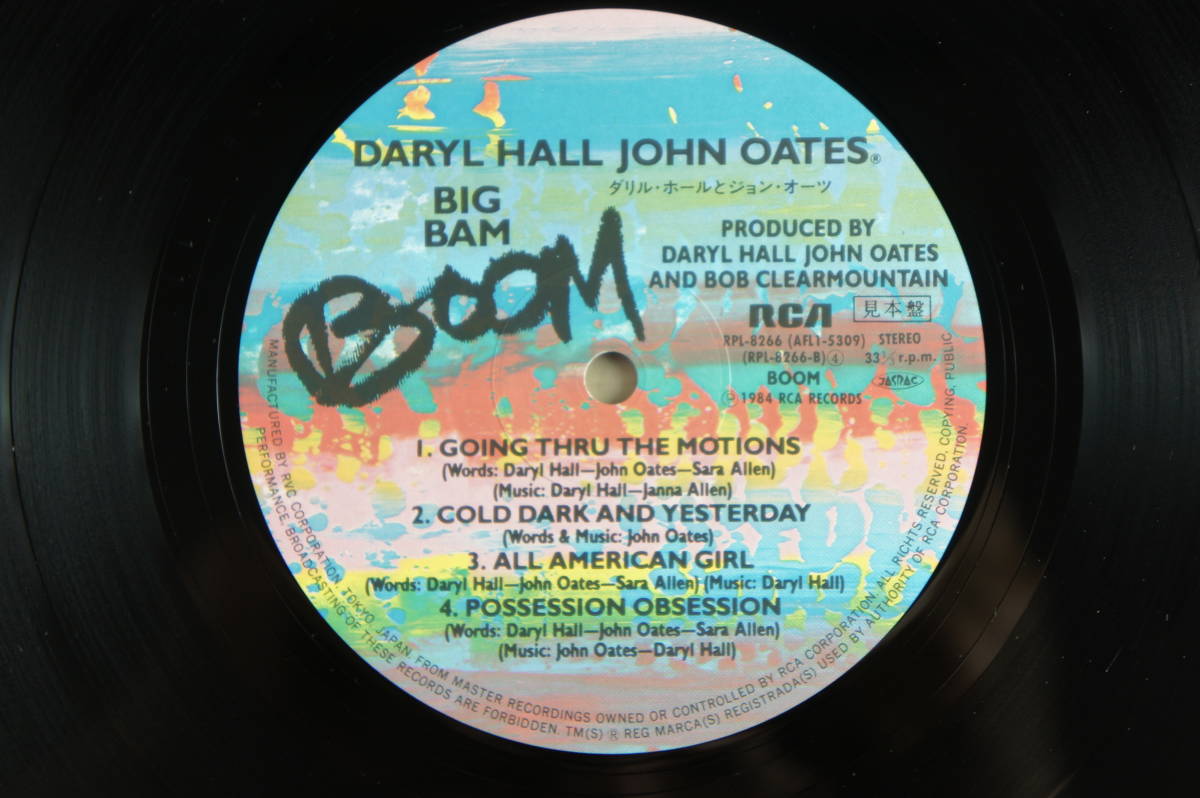 DARYL HALL JOHN OATES®
ダリル・ホールとジョン・オーツ
BIG
BAM
BOOM
PRODUCED BY
DARYL HALL JOHN OATES
AND BOB CLEARMOUNTAIN
RCA 見本盤
RPL-8266 (AFL1-5309) STEREO
(RPL-8266-B) ④ 33 1/3 r.p.m.
BOOM JASRAC
Ⓟ 1984 RCA RECORDS
1. GOING THRU THE MOTIONS
(Words: Daryl Hall—John Oates—Sara Allen)
(Music: Daryl Hall—Janna Allen)
2. COLD DARK AND YESTERDAY
(Words & Music: John Oates)
3. ALL AMERICAN GIRL
(Words: Daryl Hall—John Oates—Sara Allen) (Music: Daryl Hall)
4. POSSESSION OBSESSION
(Words: Daryl Hall—John Oates—Sara Allen)
(Music: John Oates—Daryl Hall)
MANUFACTURED BY RVC CORPORATION, TOKYO, JAPAN, FROM MASTER RECORDINGS OWNED OR CONTROLLED BY RCA CORPORATION. ALL RIGHTS RESERVED, COPYING, PUBLIC
PERFORMANCE, BROADCASTING OF THESE RECORDS ARE FORBIDDEN. TM(S) ® REG MARCA(S) REGISTRADA(S) USED BY AUTHORITY OF RCA CORPORATION